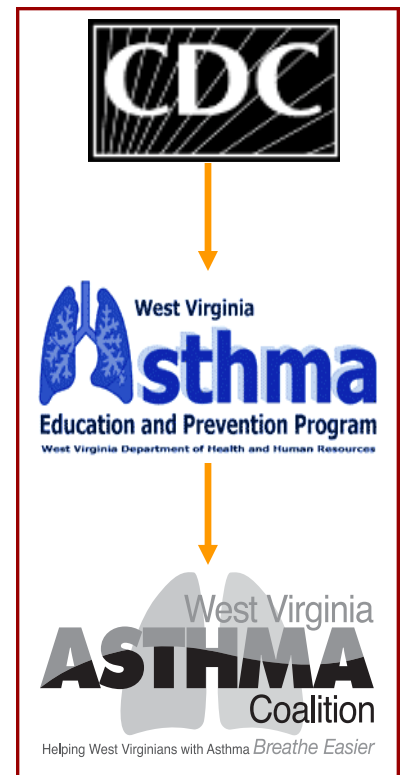 CDC
West Virginia
Asthma
Education and Prevention Program
West Virginia Department of Health and Human Resources
West Virginia
ASTHMA
Coalition
Helping West Virginians with Asthma Breathe Easier